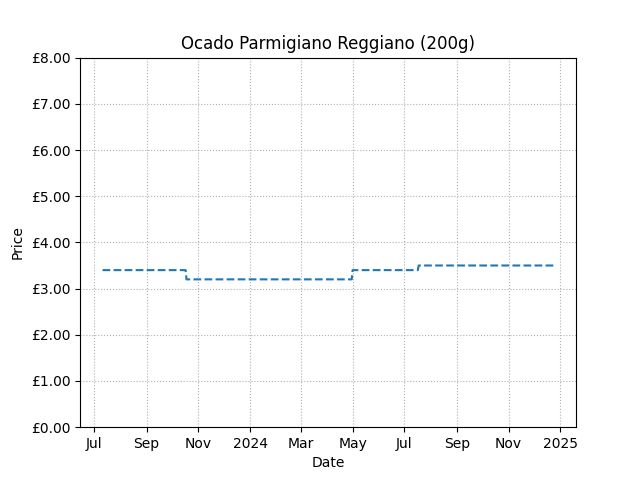 Ocado Parmigiano Reggiano (200g)
£8.00
£7.00
£6.00
£5.00
£4.00
£3.00
£2.00
£1.00
£0.00
Price
Jul Sep Nov 2024 Mar May Jul Sep Nov 2025
Date